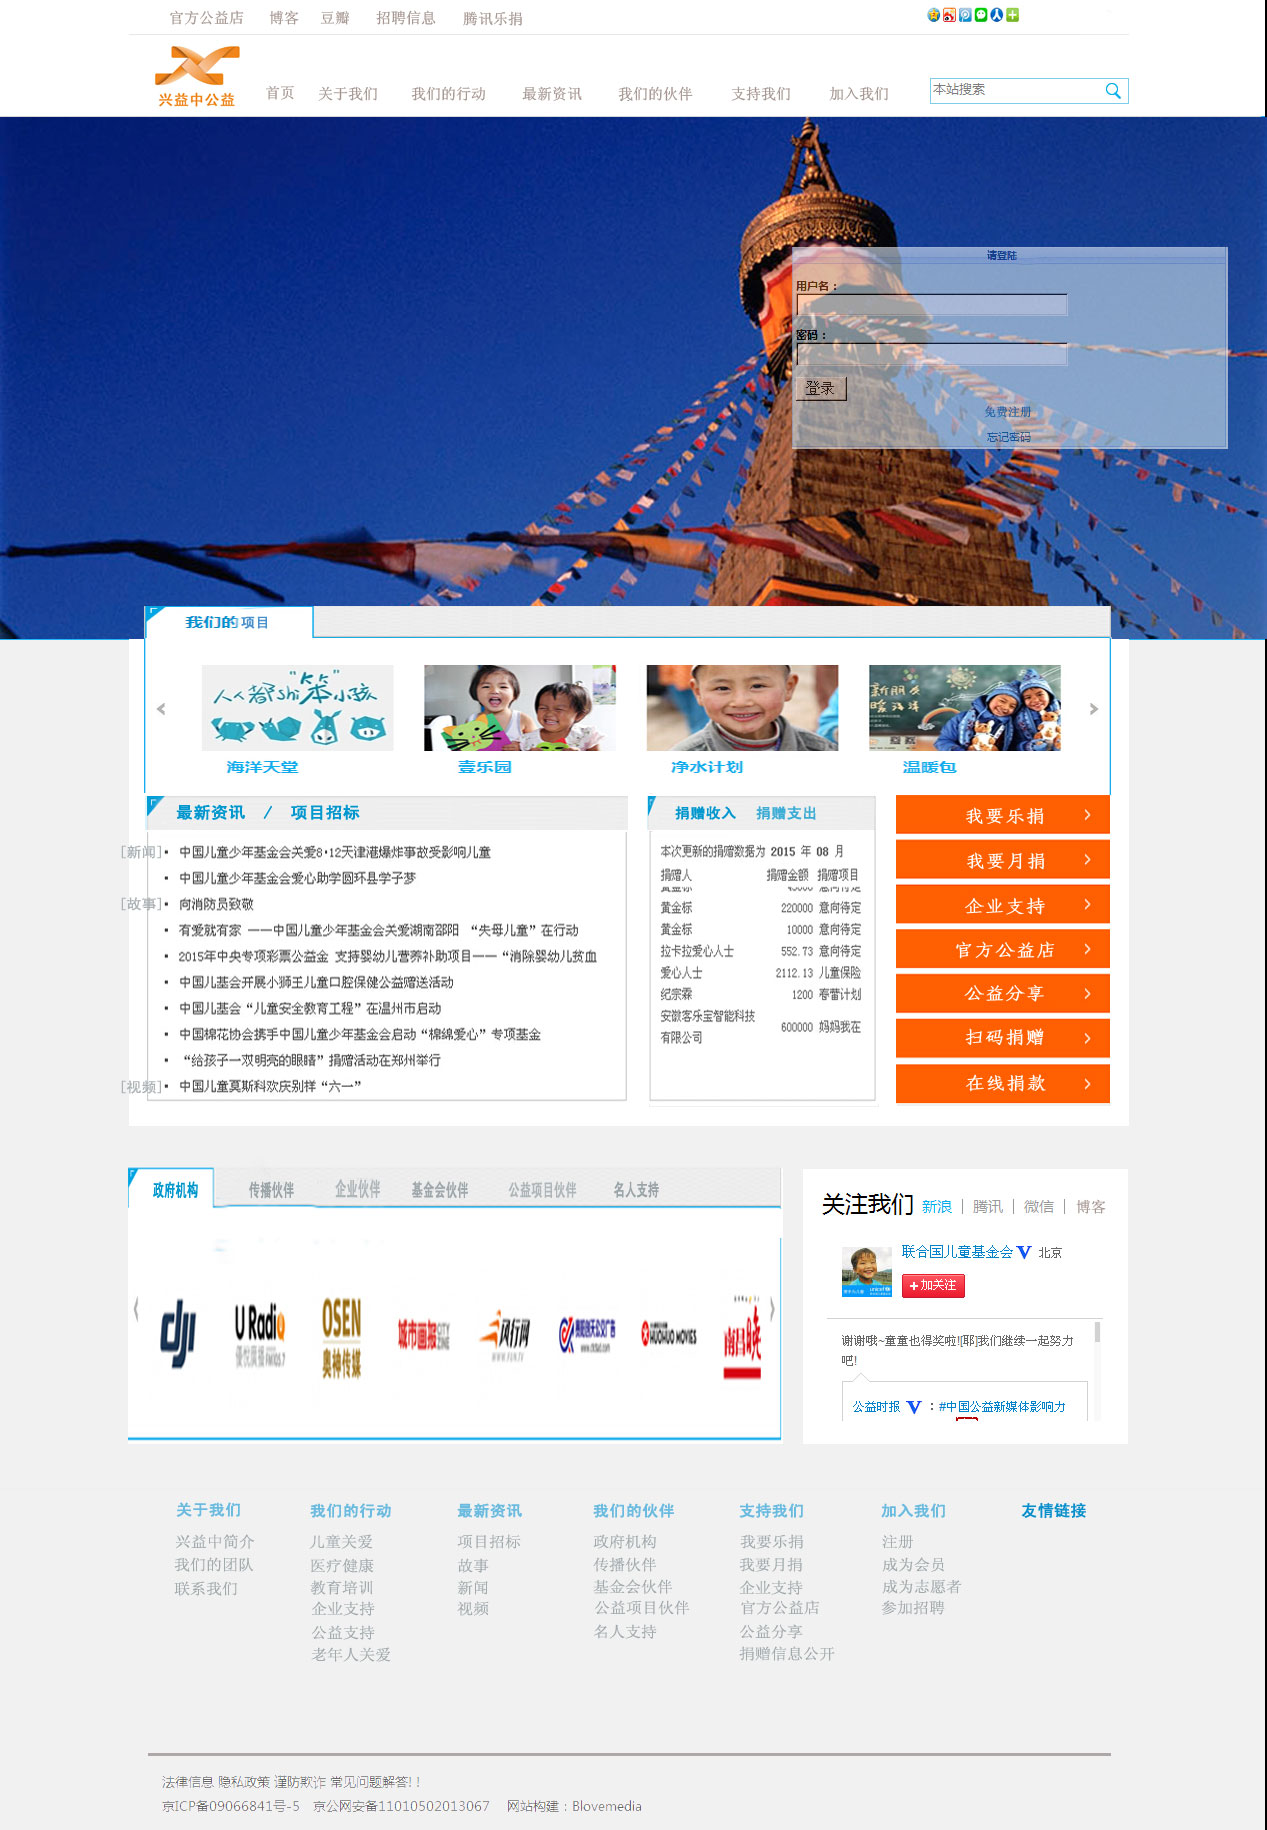 官方公益店 博客 豆瓣 招聘信息 腾讯乐捐
兴益中公益
首页 关于我们 我们的行动 最新资讯 我们的伙伴 支持我们 加入我们
本站搜索
请登陆
用户名：
密码：
登录
免费注册
忘记密码
我们的项目
人人都是“笨”小孩
新朋友
暖冬
海洋天堂 壹乐园 净水计划 温暖包
最新资讯 / 项目招标
[新闻]• 中国儿童少年基金会关爱8·12天津港爆炸事故受影响儿童
• 中国儿童少年基金会爱心助学圆环县学子梦
[故事]• 向消防员致敬
• 有爱就有家 ——中国儿童少年基金会关爱湖南邵阳 “失母儿童”在行动
• 2015年中央专项彩票公益金 支持婴幼儿营养补助项目——“消除婴幼儿贫血
• 中国儿基会开展小狮王儿童口腔保健公益赠送活动
• 中国儿基会“儿童安全教育工程”在温州市启动
• 中国棉花协会携手中国儿童少年基金会启动“棉绵爱心”专项基金
• “给孩子一双明亮的眼睛”捐赠活动在郑州举行
[视频]• 中国儿童莫斯科欢庆别样“六一”
捐赠收入 捐赠支出
本次更新的捐赠数据为 2015 年 08 月
捐赠人 捐赠金额 捐赠项目
黄金标 45000 意向待定
黄金标 220000 意向待定
黄金标 10000 意向待定
拉卡拉爱心人士 552.73 意向待定
爱心人士 2112.13 儿童保险
纪宗霖 1200 春蕾计划
安徽客乐宝智能科技有限公司 600000 妈妈我在
我要乐捐
我要月捐
企业支持
官方公益店
公益分享
扫码捐赠
在线捐款
政府机构 传播伙伴 企业伙伴 基金会伙伴 公益项目伙伴 名人支持
dji
U Radio
优悦广播 FM105.7
OSEN
奥神传媒
城市画报 CITY ZINE
风行网
WWW.FUN.TV
HUOHUO MOVIES
南昌晚
关注我们 新浪 | 腾讯 | 微信 | 博客
联合国儿童基金会 V 北京
+加关注
unicef
谢谢哦~童童也得奖啦![耶]我们继续一起努力
吧!
公益时报 V ：#中国公益新媒体影响力
关于我们 我们的行动 最新资讯 我们的伙伴 支持我们 加入我们 友情链接
兴益中简介 儿童关爱 项目招标 政府机构 我要乐捐 注册
我们的团队 医疗健康 故事 传播伙伴 我要月捐 成为会员
联系我们 教育培训 新闻 基金会伙伴 企业支持 成为志愿者
企业支持 视频 公益项目伙伴 官方公益店 参加招聘
公益支持 名人支持 公益分享
老年人关爱 捐赠信息公开
法律信息 隐私政策 谨防欺诈 常见问题解答!!
京ICP备09066841号-5 京公网安备11010502013067 网站构建：Blovemedia